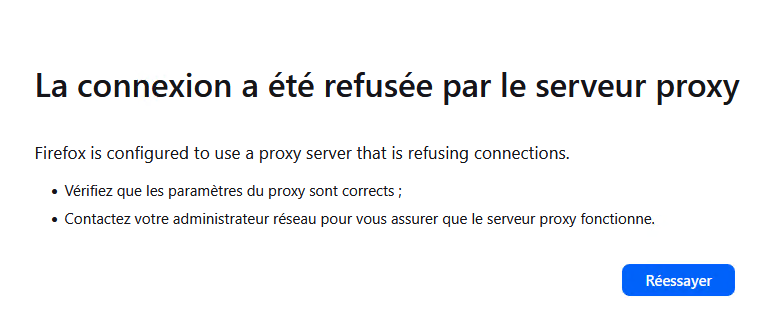 La connexion a été refusée par le serveur proxy
Firefox is configured to use a proxy server that is refusing connections.
• Vérifiez que les paramètres du proxy sont corrects ;
• Contactez votre administrateur réseau pour vous assurer que le serveur proxy fonctionne.
Réessayer